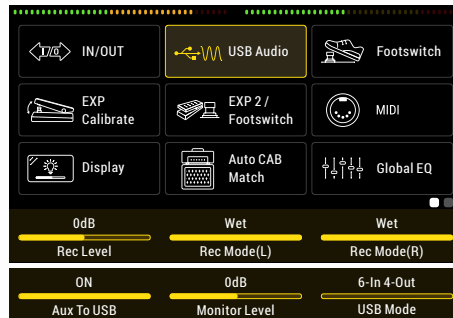 I/O IN/OUT
USB Audio
Footswitch
EXP
Calibrate
EXP 2 /
Footswitch
MIDI
Display
Auto CAB
Match
Global EQ
0dB
Wet
Wet
Rec Level
Rec Mode(L)
Rec Mode(R)
ON
0dB
6-In 4-Out
Aux To USB
Monitor Level
USB Mode